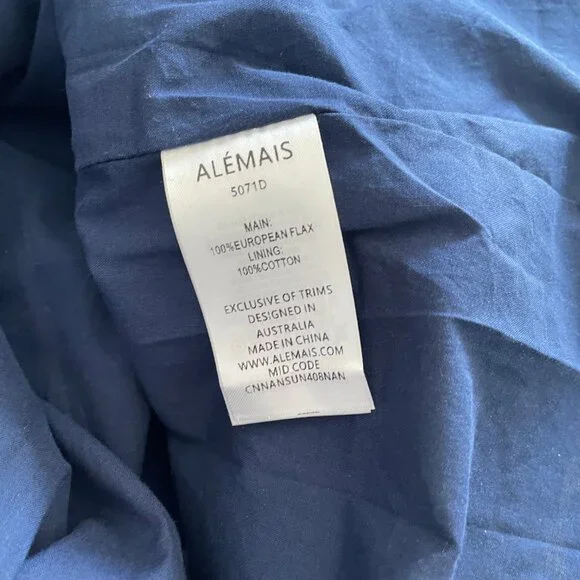 ALÉMAIS
5071D
MAIN:
100%EUROPEAN FLAX
LINING:
100%COTTON
EXCLUSIVE OF TRIMS
DESIGNED IN
AUSTRALIA
MADE IN CHINA
WWW.ALEMAIS.COM
MID CODE
CNNANSUN408NAN